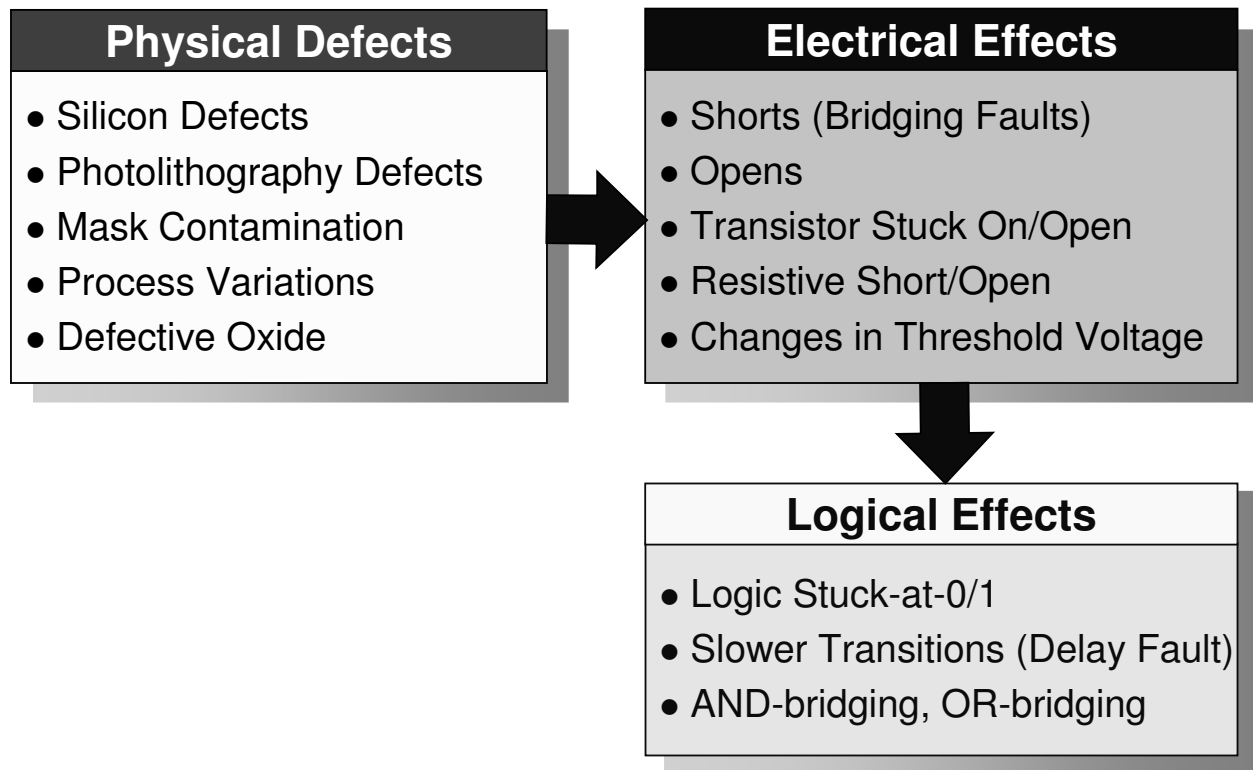 Physical Defects
● Silicon Defects
● Photolithography Defects
● Mask Contamination
● Process Variations
● Defective Oxide
Electrical Effects
● Shorts (Bridging Faults)
● Opens
● Transistor Stuck On/Open
● Resistive Short/Open
● Changes in Threshold Voltage
Logical Effects
● Logic Stuck-at-0/1
● Slower Transitions (Delay Fault)
● AND-bridging, OR-bridging